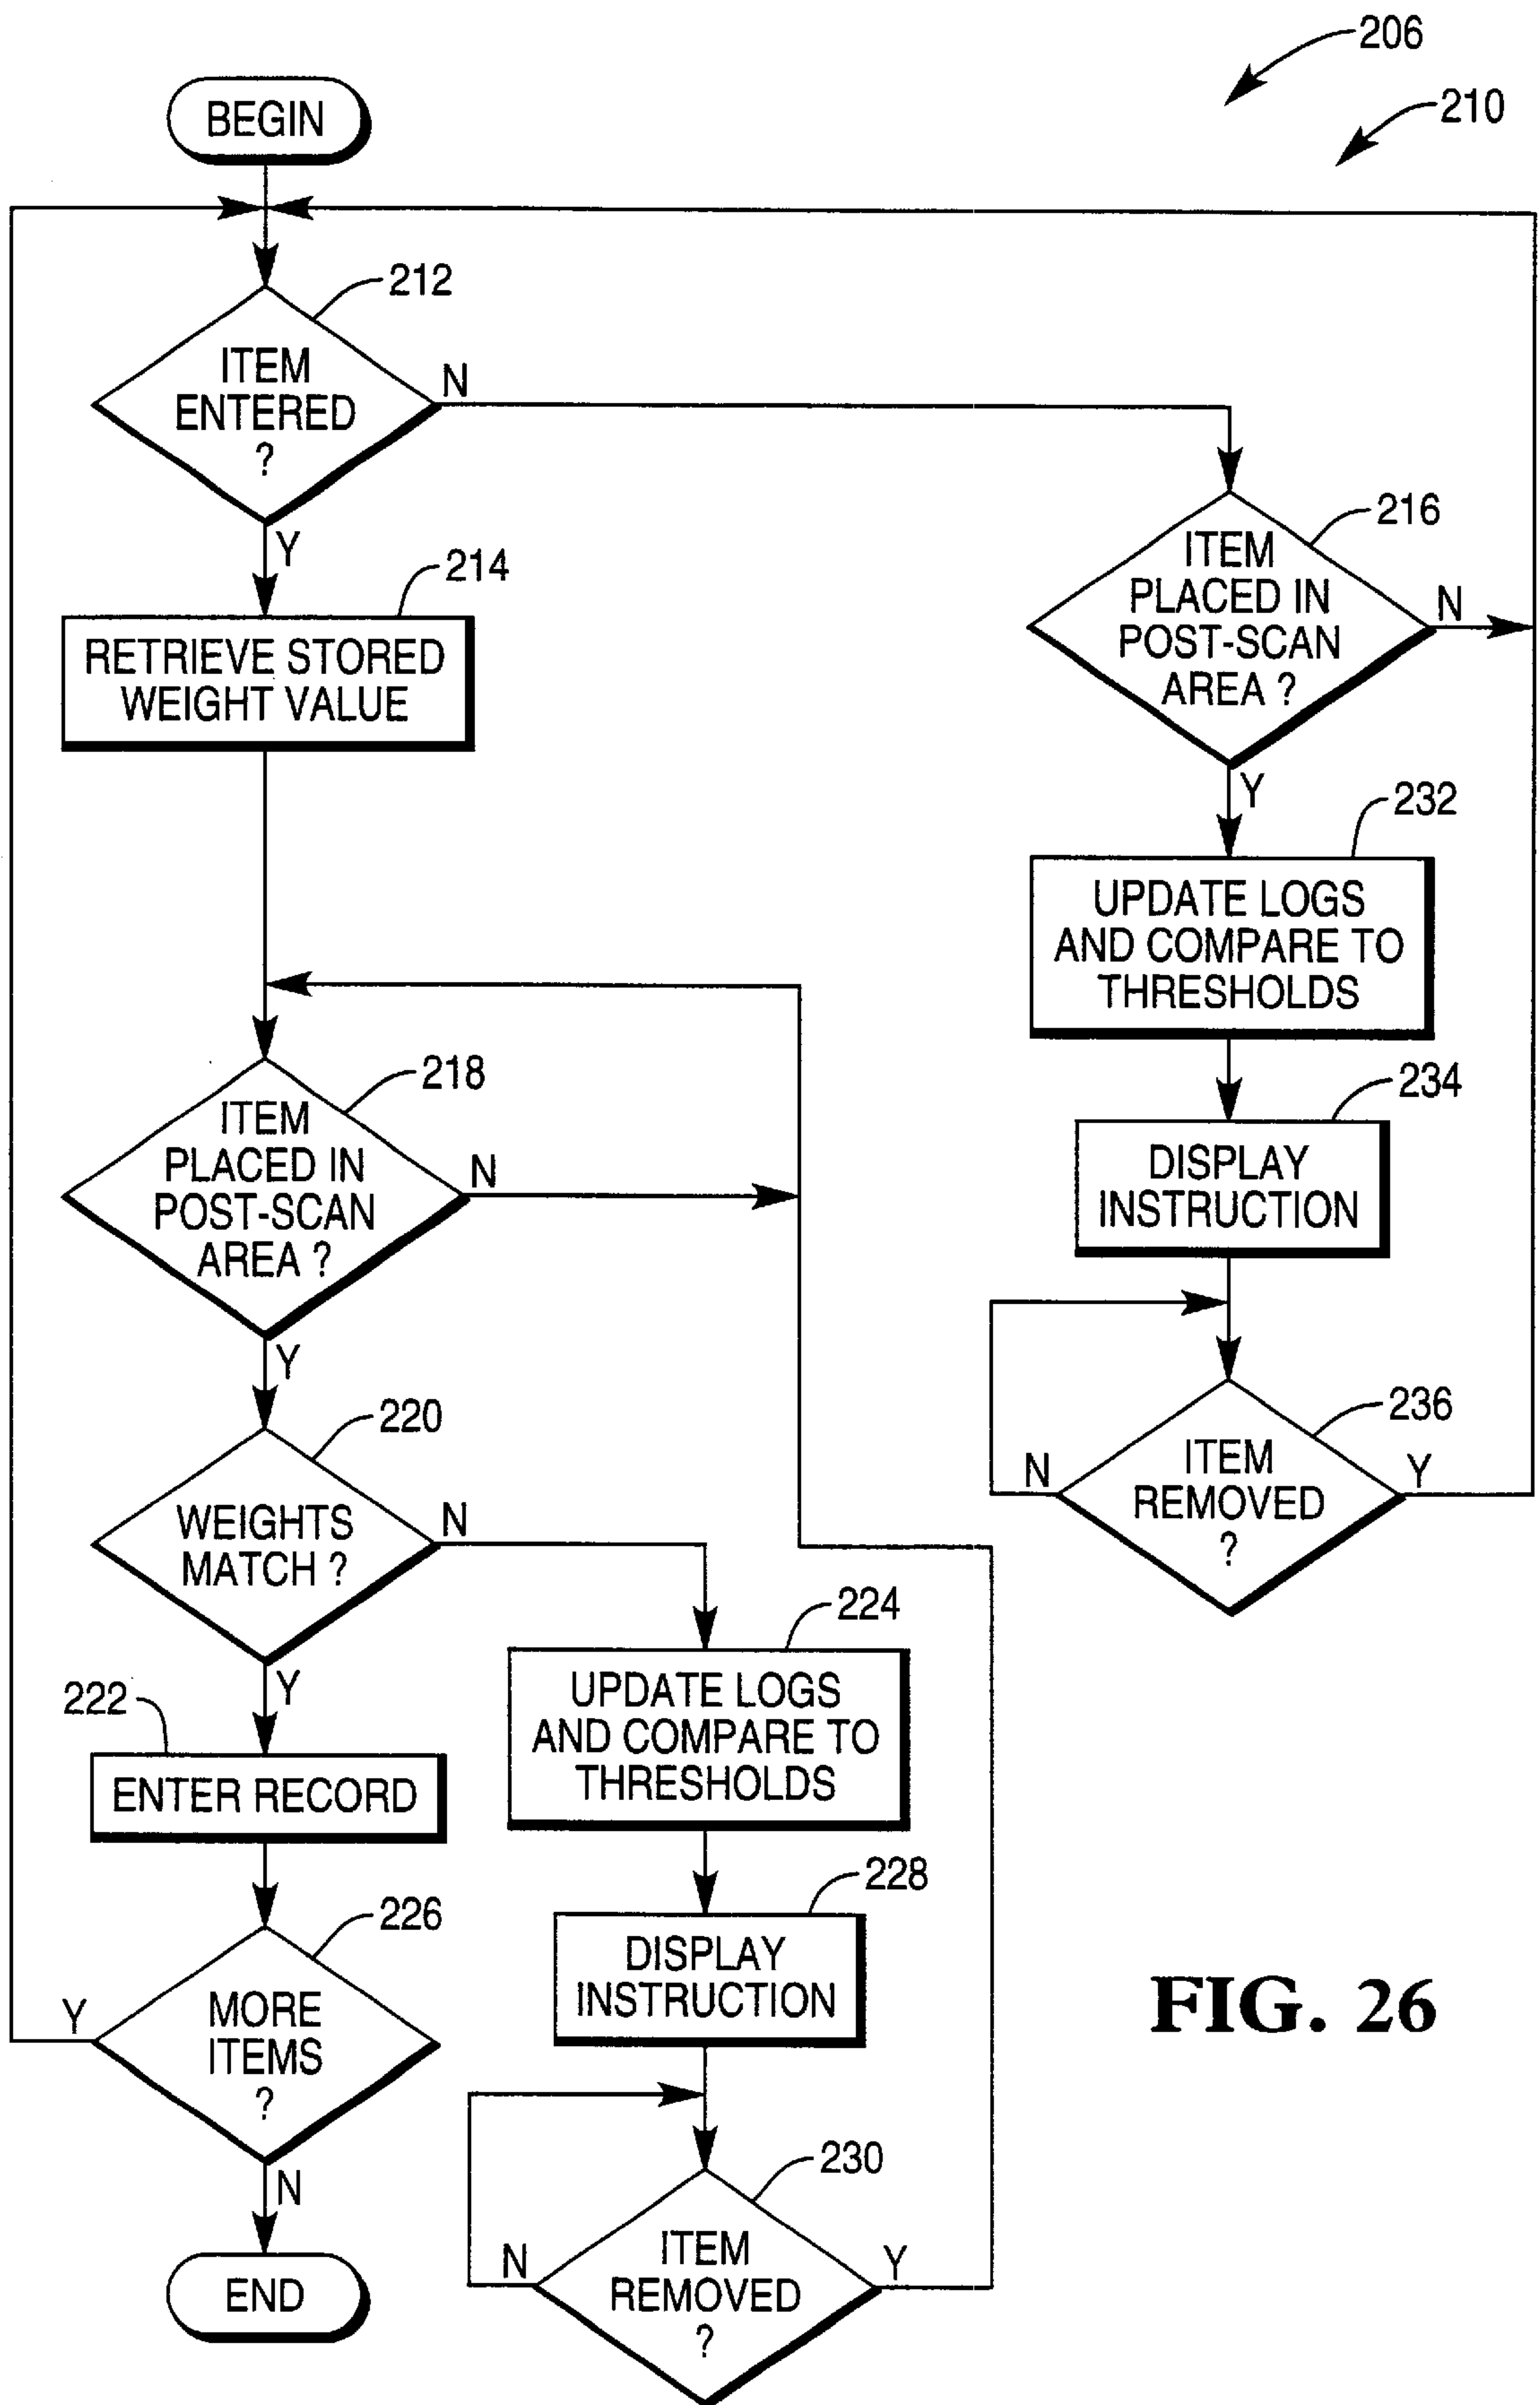 206
210
BEGIN
212
ITEM
ENTERED
?
N
Y
214
RETRIEVE STORED
WEIGHT VALUE
216
ITEM
PLACED IN
POST-SCAN
AREA ?
N
Y
232
UPDATE LOGS
AND COMPARE TO
THRESHOLDS
234
DISPLAY
INSTRUCTION
236
ITEM
REMOVED
?
N
Y
218
ITEM
PLACED IN
POST-SCAN
AREA ?
N
Y
220
WEIGHTS
MATCH ?
N
Y
222
ENTER RECORD
224
UPDATE LOGS
AND COMPARE TO
THRESHOLDS
228
DISPLAY
INSTRUCTION
226
MORE
ITEMS
?
Y
N
END
230
ITEM
REMOVED
?
N
Y
FIG. 26